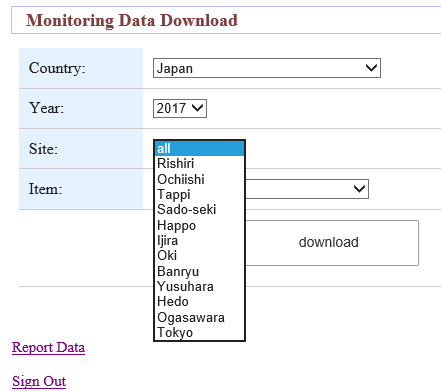 Monitoring Data Download
Country: Japan
Year: 2017
Site: all
Rishiri
Ochiishi
Tappi
Sado-seki
Happo
Ijira
Oki
Banryu
Yusuhara
Hedo
Ogasawara
Tokyo
Item:
download
Report Data
Sign Out